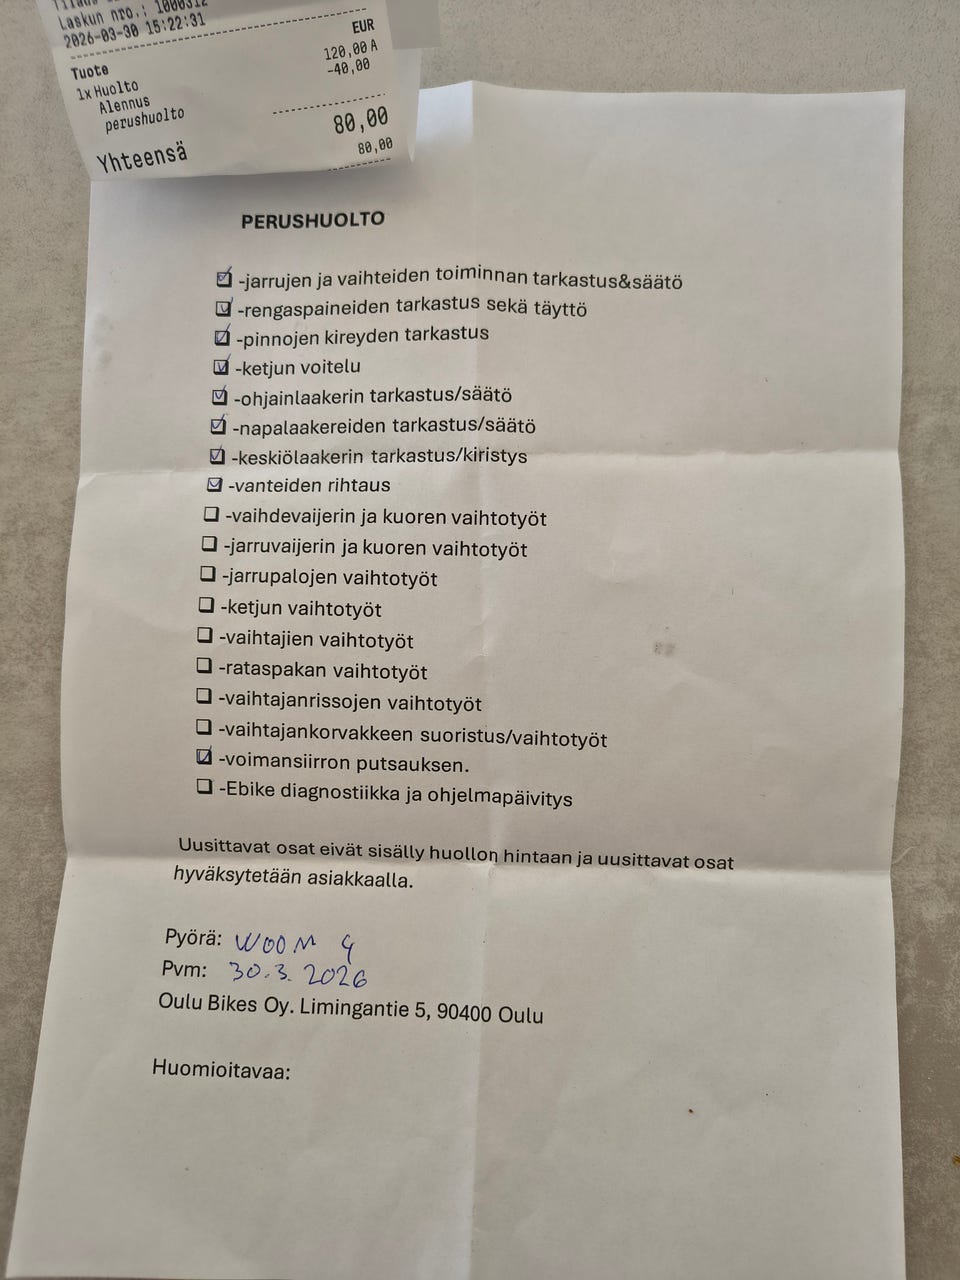 Laskun nro.: 1000312
2026-03-30 15:22:31
EUR
Tuote
1x Huolto 120,00 A
Alennus -40,00
perushuolto
Yhteensä 80,00
80,00
PERUSHUOLTO
☑ -jarrujen ja vaihteiden toiminnan tarkastus&säätö
☑ -rengaspaineiden tarkastus sekä täyttö
☑ -pinnojen kireyden tarkastus
☑ -ketjun voitelu
☑ -ohjainlaakerin tarkastus/säätö
☑ -napalaakereiden tarkastus/säätö
☑ -keskiölaakerin tarkastus/kiristys
☑ -vanteiden rihtaus
☐ -vaihdevaijerin ja kuoren vaihtotyöt
☐ -jarruvaijerin ja kuoren vaihtotyöt
☐ -jarrupalojen vaihtotyöt
☐ -ketjun vaihtotyöt
☐ -vaihtajien vaihtotyöt
☐ -rataspakan vaihtotyöt
☐ -vaihtajanrissojen vaihtotyöt
☐ -vaihtajankorvakkeen suoristus/vaihtotyöt
☑ -voimansiirron putsauksen.
☐ -Ebike diagnostiikka ja ohjelmapäivitys
Uusittavat osat eivät sisälly huollon hintaan ja uusittavat osat
hyväksytetään asiakkaalla.
Pyörä: WOOM 4
Pvm: 30.3.2026
Oulu Bikes Oy. Limingantie 5, 90400 Oulu
Huomioitavaa: